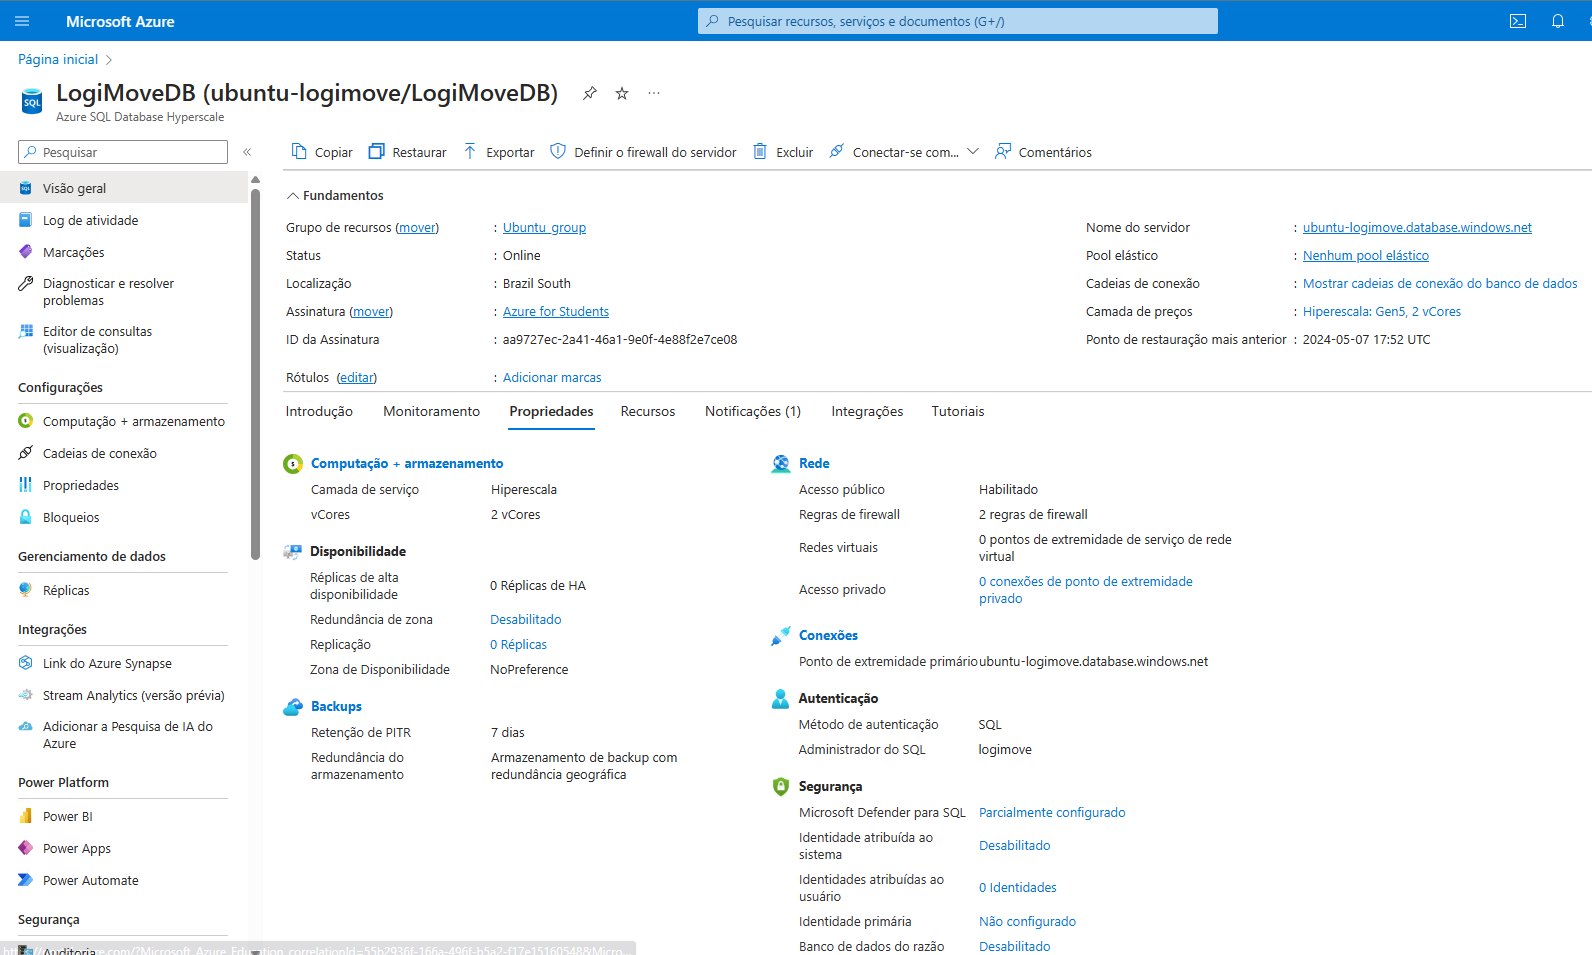 Microsoft Azure
Pesquisar recursos, serviços e documentos (G+/)
Página inicial
LogiMoveDB (ubuntu-logimove/LogiMoveDB)
Azure SQL Database Hyperscale
Pesquisar
Visão geral
Log de atividade
Marcações
Diagnosticar e resolver
problemas
Editor de consultas
(visualização)
Configurações
Computação + armazenamento
Cadeias de conexão
Propriedades
Bloqueios
Gerenciamento de dados
Réplicas
Integrações
Link do Azure Synapse
Stream Analytics (versão prévia)
Adicionar a Pesquisa de IA do
Azure
Power Platform
Power BI
Power Apps
Power Automate
Segurança
Auditoria
Copiar Restaurar Exportar Definir o firewall do servidor Excluir Conectar-se com... Comentários
Fundamentos
Grupo de recursos (mover) : Ubuntu_group
Status : Online
Localização : Brazil South
Assinatura (mover) : Azure for Students
ID da Assinatura : aa9727ec-2a41-46a1-9e0f-4e88f2e7ce08
Rótulos (editar) : Adicionar marcas
Nome do servidor : ubuntu-logimove.database.windows.net
Pool elástico : Nenhum pool elástico
Cadeias de conexão : Mostrar cadeias de conexão do banco de dados
Camada de preços : Hiperescala: Gen5, 2 vCores
Ponto de restauração mais anterior : 2024-05-07 17:52 UTC
Introdução Monitoramento Propriedades Recursos Notificações (1) Integrações Tutoriais
Computação + armazenamento
Camada de serviço Hiperescala
vCores 2 vCores
Disponibilidade
Réplicas de alta
disponibilidade 0 Réplicas de HA
Redundância de zona Desabilitado
Replicação 0 Réplicas
Zona de Disponibilidade NoPreference
Backups
Retenção de PITR 7 dias
Redundância do
armazenamento
Armazenamento de backup com
redundância geográfica
Rede
Acesso público Habilitado
Regras de firewall 2 regras de firewall
Redes virtuais
0 pontos de extremidade de serviço de rede
virtual
Acesso privado
0 conexões de ponto de extremidade
privado
Conexões
Ponto de extremidade primário ubuntu-logimove.database.windows.net
Autenticação
Método de autenticação SQL
Administrador do SQL logimove
Segurança
Microsoft Defender para SQL Parcialmente configurado
Identidade atribuída ao
sistema Desabilitado
Identidades atribuídas ao
usuário 0 Identidades
Identidade primária Não configurado
Banco de dados do razão Desabilitado